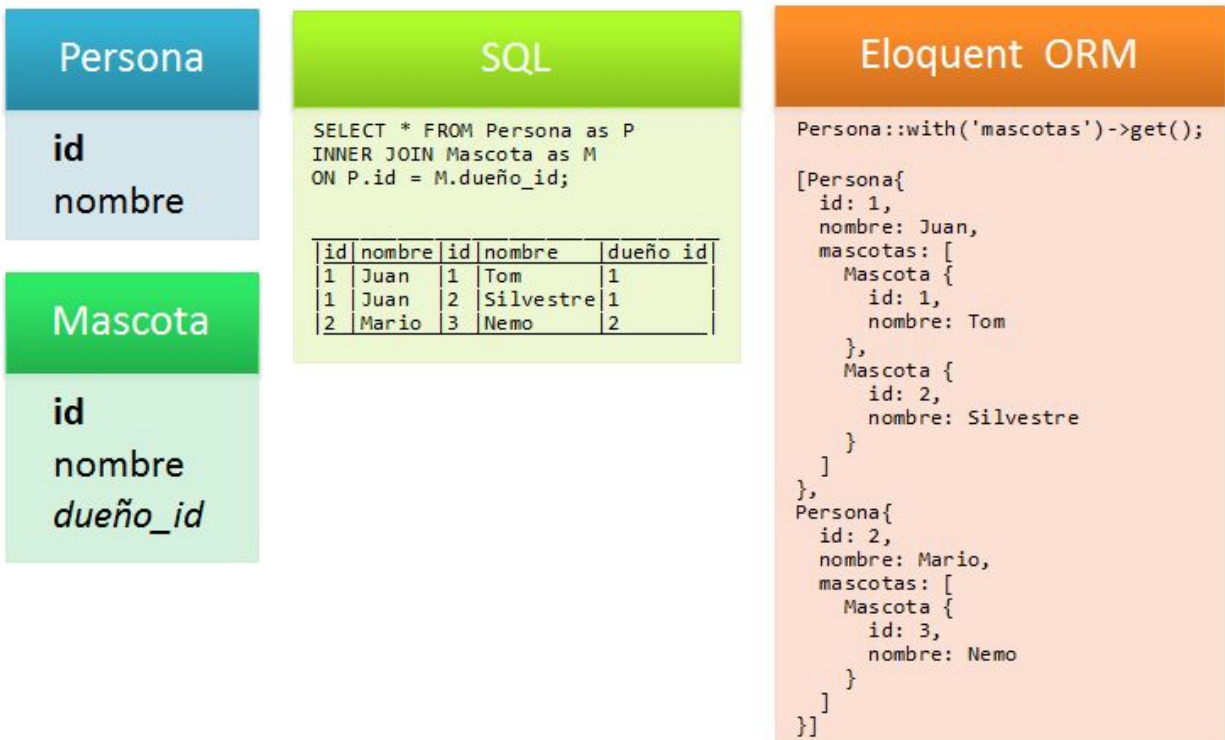 Persona
id
nombre
Mascota
id
nombre
dueño_id
SQL
SELECT * FROM Persona as P
INNER JOIN Mascota as M
ON P.id = M.dueño_id;
|id|nombre|id|nombre   |dueño id|
|1 |Juan  |1 |Tom      |1       |
|1 |Juan  |2 |Silvestre|1       |
|2 |Mario |3 |Nemo     |2       |
Eloquent ORM
Persona::with('mascotas')->get();
[Persona{
  id: 1,
  nombre: Juan,
  mascotas: [
    Mascota {
      id: 1,
      nombre: Tom
    },
    Mascota {
      id: 2,
      nombre: Silvestre
    }
  ]
},
Persona{
  id: 2,
  nombre: Mario,
  mascotas: [
    Mascota {
      id: 3,
      nombre: Nemo
    }
  ]
}]